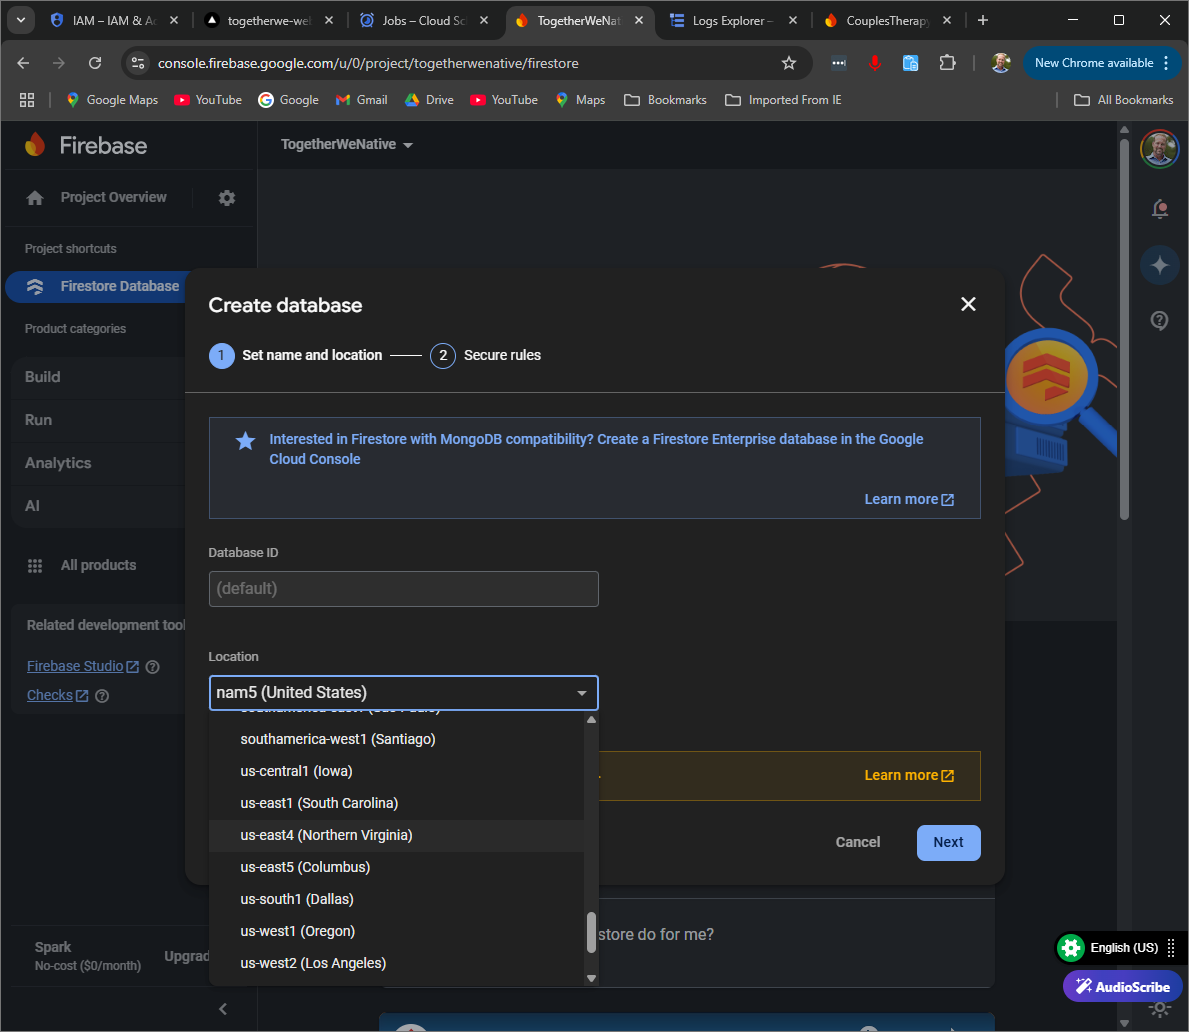 IAM – IAM & Ad
togetherwe-wel
Jobs – Cloud Sc
TogetherWeNat
Logs Explorer –
CouplesTherapy
console.firebase.google.com/u/0/project/togetherwenative/firestore
New Chrome available
Google Maps
YouTube
Google
Gmail
Drive
YouTube
Maps
Bookmarks
Imported From IE
All Bookmarks
Firebase
TogetherWeNative
Project Overview
Project shortcuts
Firestore Database
Product categories
Build
Run
Analytics
AI
All products
Related development tool
Firebase Studio
Checks
Spark
No-cost ($0/month)
Upgrad
Create database
1 Set name and location
2 Secure rules
Interested in Firestore with MongoDB compatibility? Create a Firestore Enterprise database in the Google
Cloud Console
Learn more
Database ID
(default)
Location
nam5 (United States)
southamerica-west1 (Santiago)
us-central1 (Iowa)
us-east1 (South Carolina)
us-east4 (Northern Virginia)
us-east5 (Columbus)
us-south1 (Dallas)
us-west1 (Oregon)
us-west2 (Los Angeles)
Learn more
Cancel
Next
store do for me?
English (US)
AudioScribe